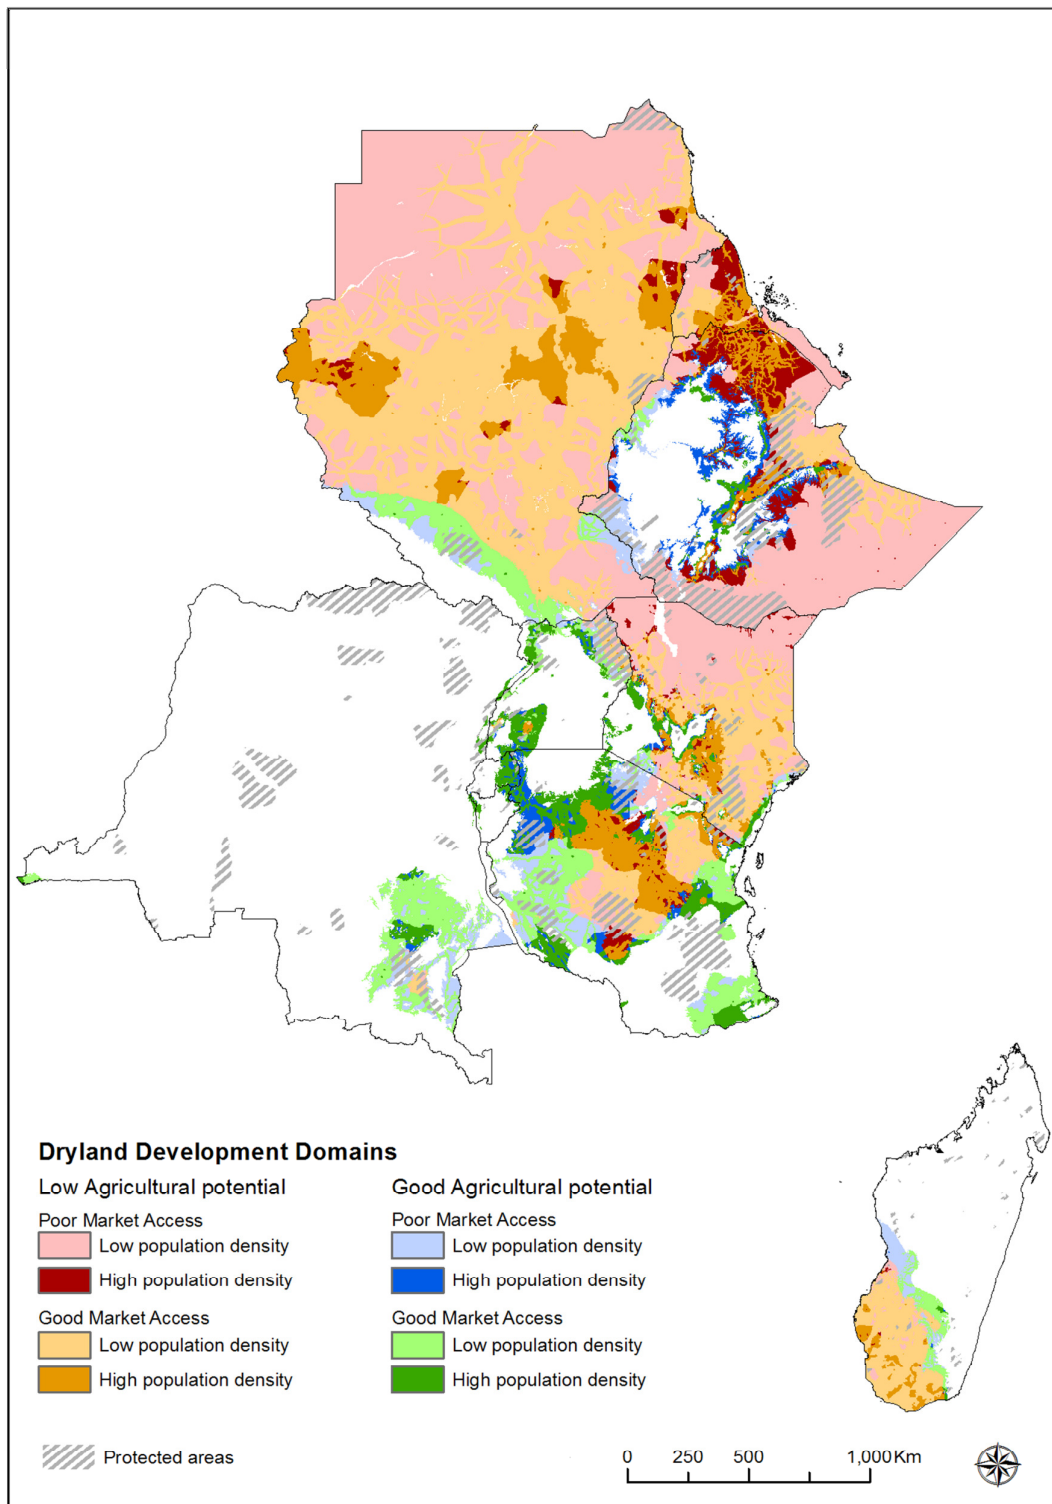 Dryland Development Domains
Low Agricultural potential
Poor Market Access
Low population density
High population density
Good Market Access
Low population density
High population density
Good Agricultural potential
Poor Market Access
Low population density
High population density
Good Market Access
Low population density
High population density
Protected areas
0 250 500 1,000 Km